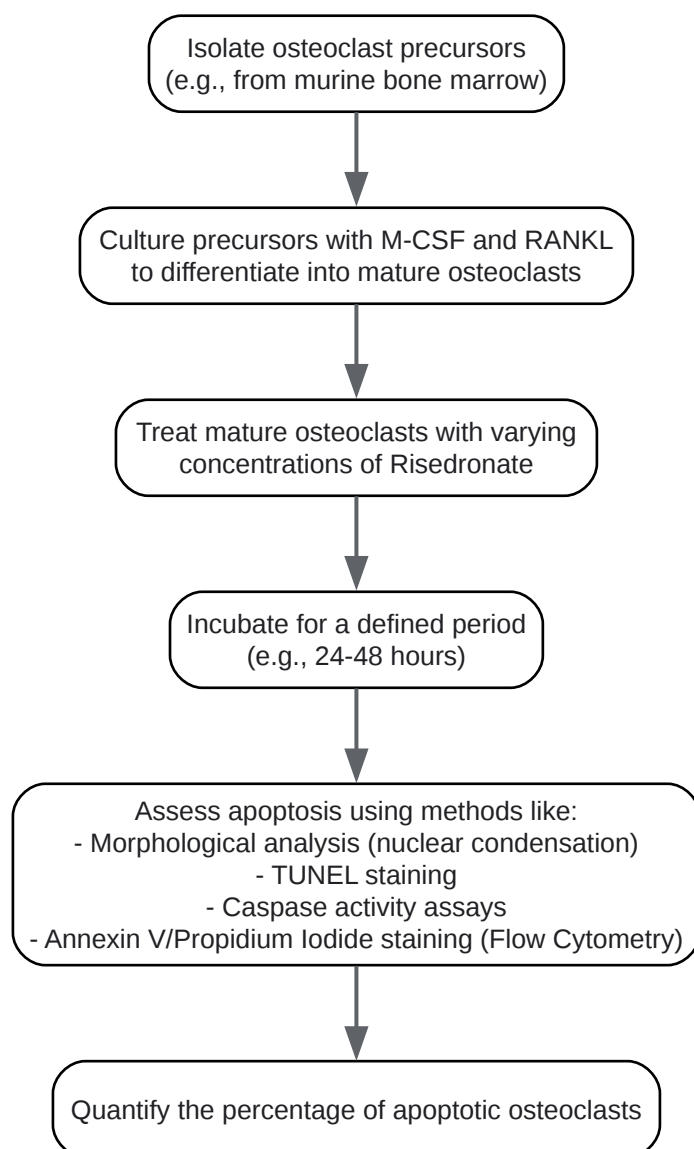 Isolate osteoclast precursors
(e.g., from murine bone marrow)
Culture precursors with M-CSF and RANKL
to differentiate into mature osteoclasts
Treat mature osteoclasts with varying
concentrations of Risedronate
Incubate for a defined period
(e.g., 24-48 hours)
Assess apoptosis using methods like:
- Morphological analysis (nuclear condensation)
- TUNEL staining
- Caspase activity assays
- Annexin V/Propidium Iodide staining (Flow Cytometry)
Quantify the percentage of apoptotic osteoclasts